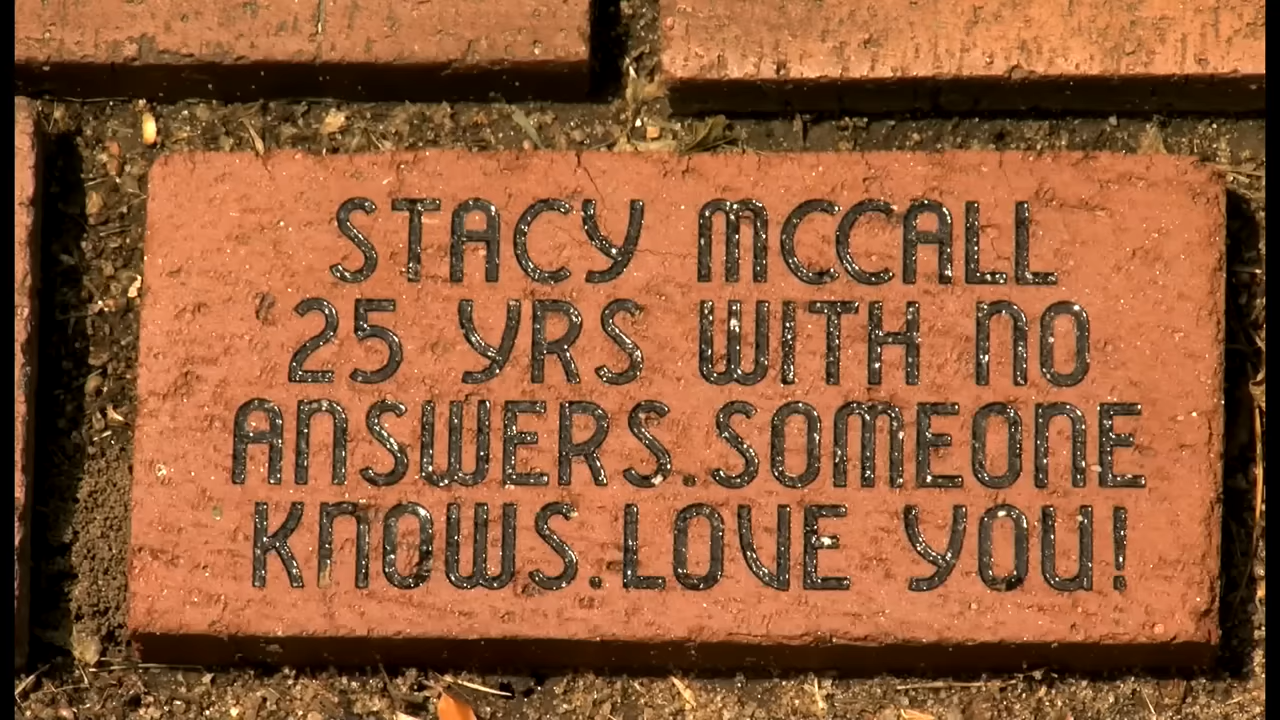 STACY MCCALL
25 YRS WITH NO
ANSWERS.SOMEONE
KNOWS.LOVE YOU!